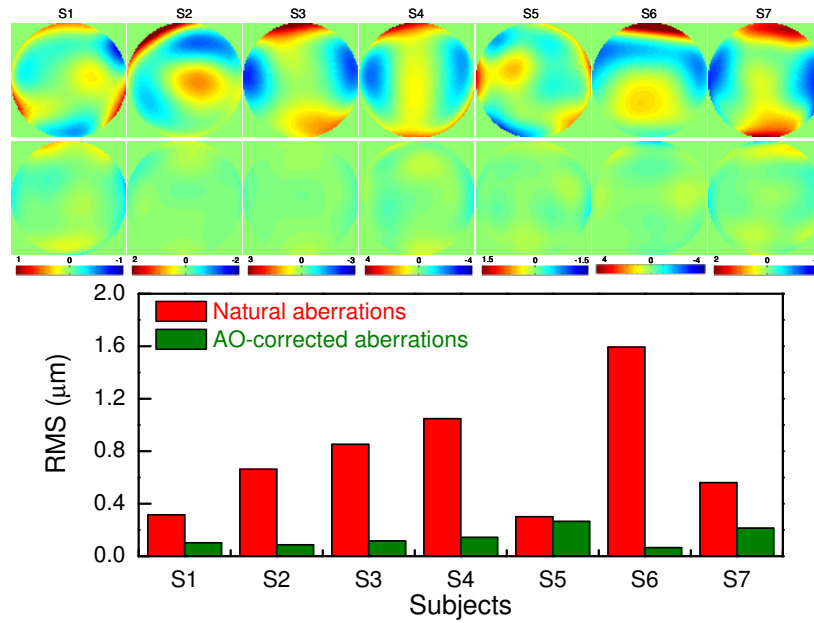 S1 S2 S3 S4 S5 S6 S7
1 0 -1 2 0 -2 3 0 -3 4 0 -4 1.5 0 -1.5 4 0 -4 2 0 -2
2.0
Natural aberrations
AO-corrected aberrations
1.6
1.2
RMS (μm)
0.8
0.4
0.0
S1 S2 S3 S4 S5 S6 S7
Subjects